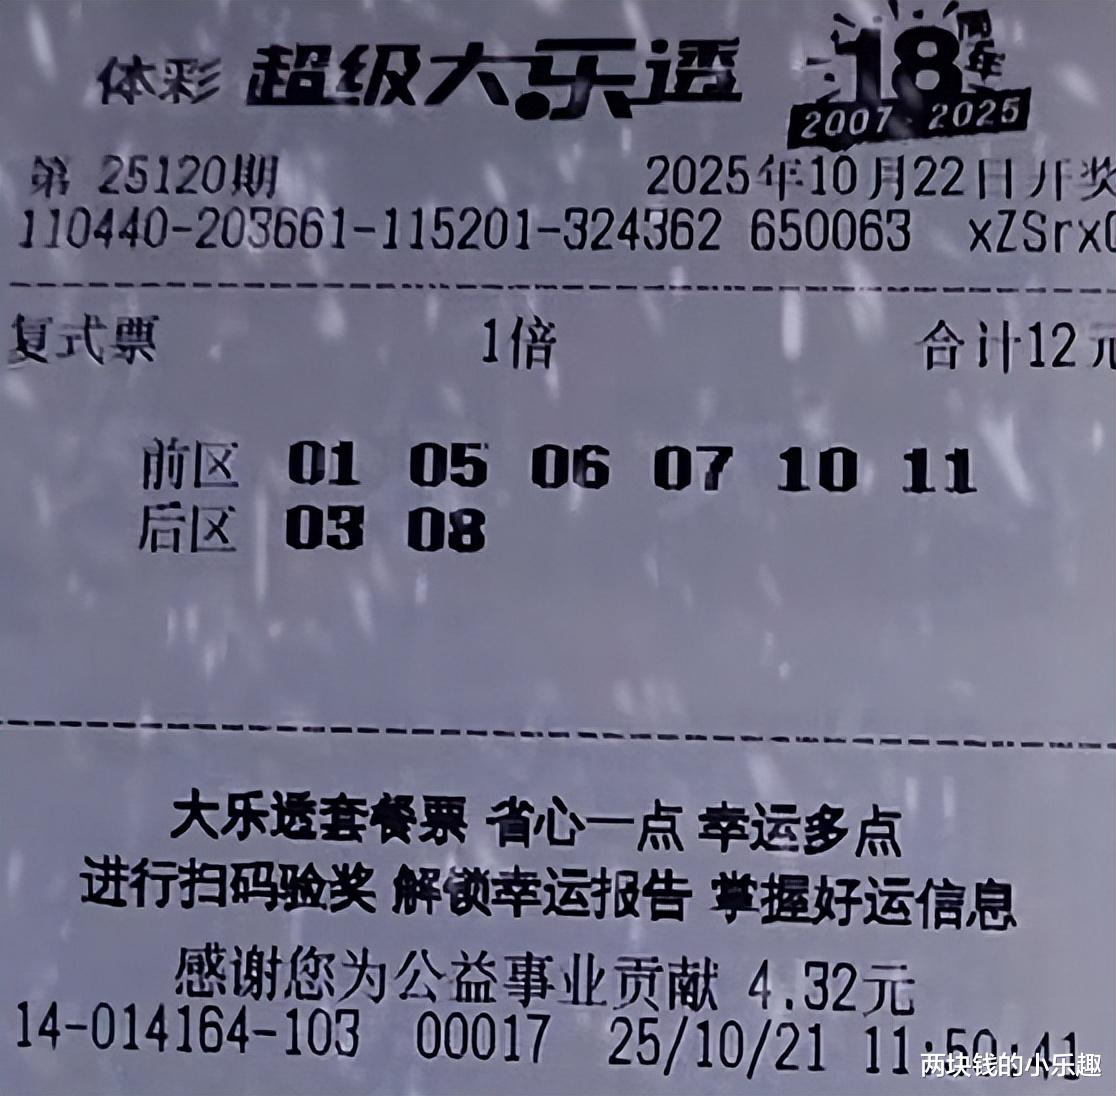 体彩 超级大乐透 18周年
2007 2025
第 25120期 2025年10月22日开奖
110440-203661-115201-324362 650063 xZSrx
复式票 1倍 合计12元
前区 01 05 06 07 10 11
后区 03 08
大乐透套餐票 省心一点 幸运多点
进行扫码验奖 解锁幸运报告 掌握好运信息
感谢您为公益事业贡献 4.32元
14-014164-103 00017 25/10/21 11:50:41
两块钱的小乐趣